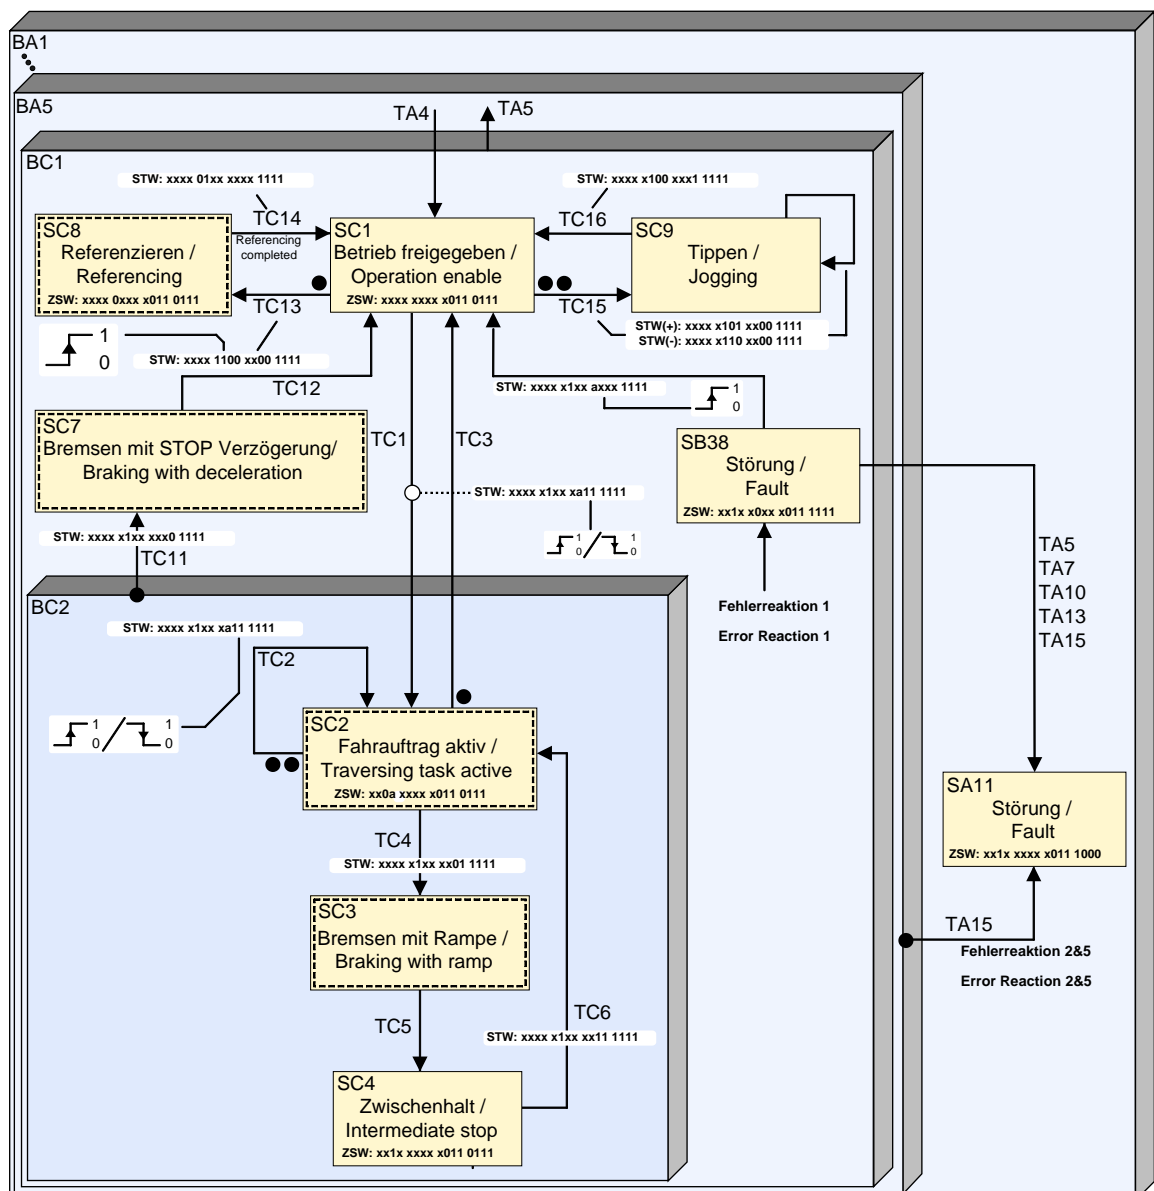 BA1
BA5
TA4
TA5
BC1
STW: xxxx 01xx xxxx 1111
STW: xxxx x100 xxx1 1111
TC14
TC16
SC8
Referenzieren /
Referencing
ZSW: xxxx 0xxx x011 0111
Referencing
completed
SC1
Betrieb freigegeben /
Operation enable
ZSW: xxxx xxxx x011 0111
SC9
Tippen /
Jogging
TC13
TC15
STW(+): xxxx x101 xx00 1111
STW(-): xxxx x110 xx00 1111
1
0
STW: xxxx 1100 xx00 1111
TC12
STW: xxxx x1xx axxx 1111
1
0
SC7
Bremsen mit STOP Verzögerung/
Braking with deceleration
TC1
TC3
SB38
Störung /
Fault
ZSW: xx1x x0xx x011 1111
STW: xxxx x1xx xa11 1111
1
0
1
0
STW: xxxx x1xx xxx0 1111
TC11
TA5
TA7
TA10
TA13
TA15
Fehlerreaktion 1
Error Reaction 1
BC2
STW: xxxx x1xx xa11 1111
TC2
1
0
1
0
SC2
Fahrauftrag aktiv /
Traversing task active
ZSW: xx0a xxxx x011 0111
TC4
STW: xxxx x1xx xx01 1111
SA11
Störung /
Fault
ZSW: xx1x xxxx x011 1000
SC3
Bremsen mit Rampe /
Braking with ramp
TA15
Fehlerreaktion 2&5
Error Reaction 2&5
TC5
TC6
STW: xxxx x1xx xx11 1111
SC4
Zwischenhalt /
Intermediate stop
ZSW: xx1x xxxx x011 0111